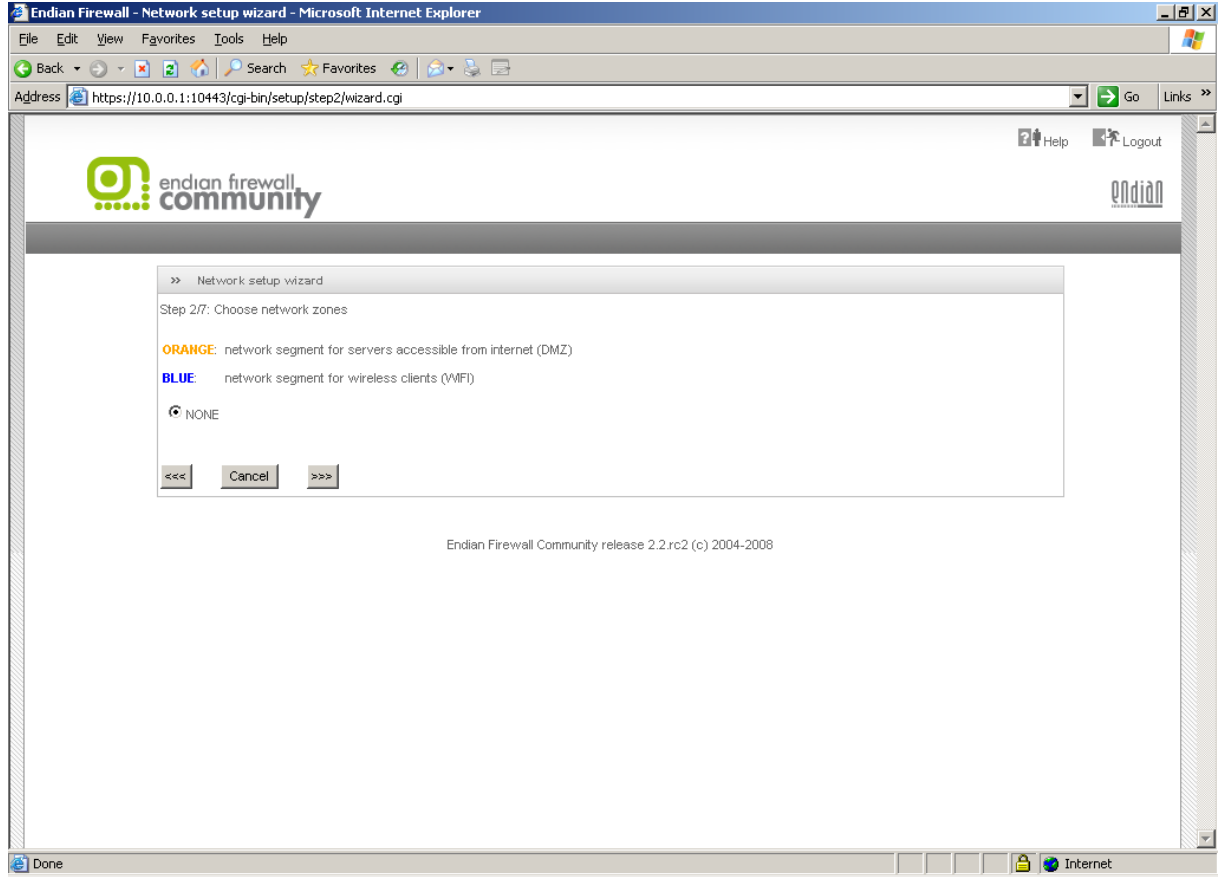 Endian Firewall - Network setup wizard - Microsoft Internet Explorer
File Edit View Favorites Tools Help
Back Search Favorites
Address https://10.0.0.1:10443/cgi-bin/setup/step2/wizard.cgi Go Links »
Help Logout
endian firewall
community
endian
>> Network setup wizard
Step 2/7: Choose network zones
ORANGE: network segment for servers accessible from internet (DMZ)
BLUE: network segment for wireless clients (WIFI)
NONE
<<< Cancel >>>
Endian Firewall Community release 2.2.rc2 (c) 2004-2008
Done Internet